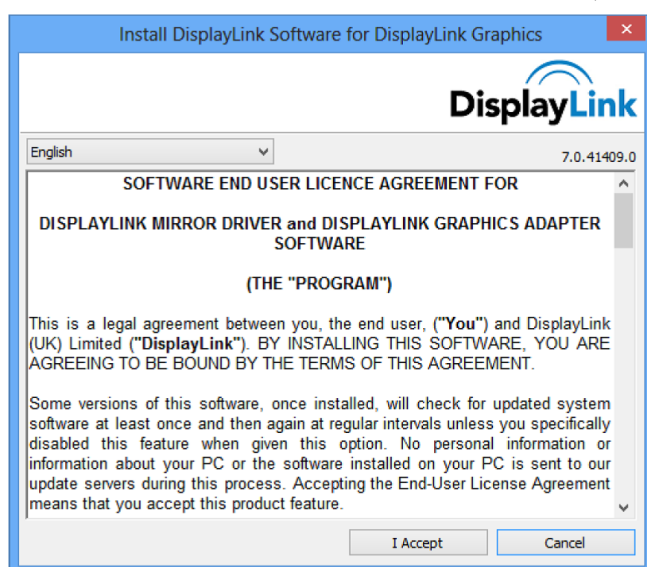 Install DisplayLink Software for DisplayLink Graphics
×
DisplayLink
English
7.0.41409.0
SOFTWARE END USER LICENCE AGREEMENT FOR
DISPLAYLINK MIRROR DRIVER and DISPLAYLINK GRAPHICS ADAPTER
SOFTWARE
(THE "PROGRAM")
This is a legal agreement between you, the end user, ("You") and DisplayLink
(UK) Limited ("DisplayLink"). BY INSTALLING THIS SOFTWARE, YOU ARE
AGREEING TO BE BOUND BY THE TERMS OF THIS AGREEMENT.
Some versions of this software, once installed, will check for updated system
software at least once and then again at regular intervals unless you specifically
disabled this feature when given this option. No personal information or
information about your PC or the software installed on your PC is sent to our
update servers during this process. Accepting the End-User License Agreement
means that you accept this product feature.
I Accept
Cancel